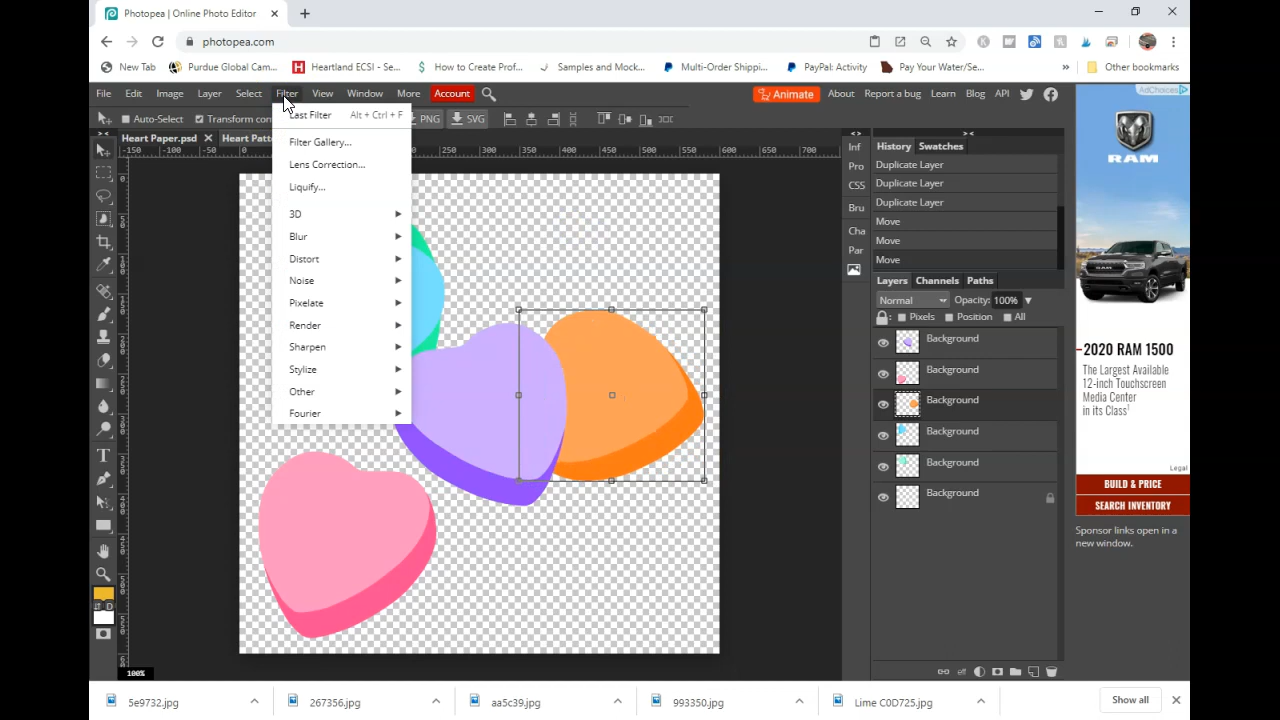 Photopea | Online Photo Editor
photopea.com
New Tab
Purdue Global Cam...
Heartland ECSI - Se...
How to Create Prof...
Samples and Mock...
Multi-Order Shippi...
PayPal: Activity
Pay Your Water/Se...
Other bookmarks
File Edit Image Layer Select Filter View Window More Account
Animate About Report a bug Learn Blog API
Auto-Select Transform con
PNG SVG
Heart Paper.psd Heart Patt
-150 -100 -50 0 250 300 350 400 450 500 550 600 650 700
Last Filter Alt + Ctrl + F
Filter Gallery...
Lens Correction...
Liquify...
3D
Blur
Distort
Noise
Pixelate
Render
Sharpen
Stylize
Other
Fourier
Inf
Pro
CSS
Bru
Cha
Par
History Swatches
Duplicate Layer
Duplicate Layer
Duplicate Layer
Move
Move
Move
Layers Channels Paths
Normal Opacity: 100%
Pixels Position All
Background
Background
Background
Background
Background
Background
100%
AdChoices
RAM
2020 RAM 1500
The Largest Available
12-inch Touchscreen
Media Center
in its Class†
Legal
BUILD & PRICE
SEARCH INVENTORY
Sponsor links open in a
new window.
5e9732.jpg
267356.jpg
aa5c39.jpg
993350.jpg
Lime C0D725.jpg
Show all